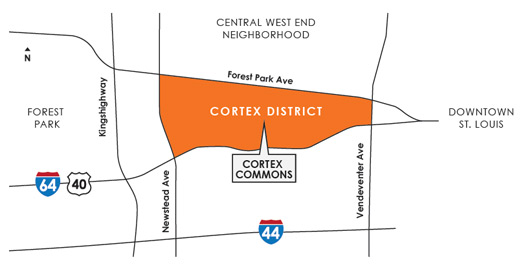 CENTRAL WEST END
NEIGHBORHOOD
N
Forest Park Ave
Kingshighway
FOREST
PARK
CORTEX DISTRICT
DOWNTOWN
ST. LOUIS
CORTEX
COMMONS
64
40
Newstead Ave
Vendeventer Ave
44